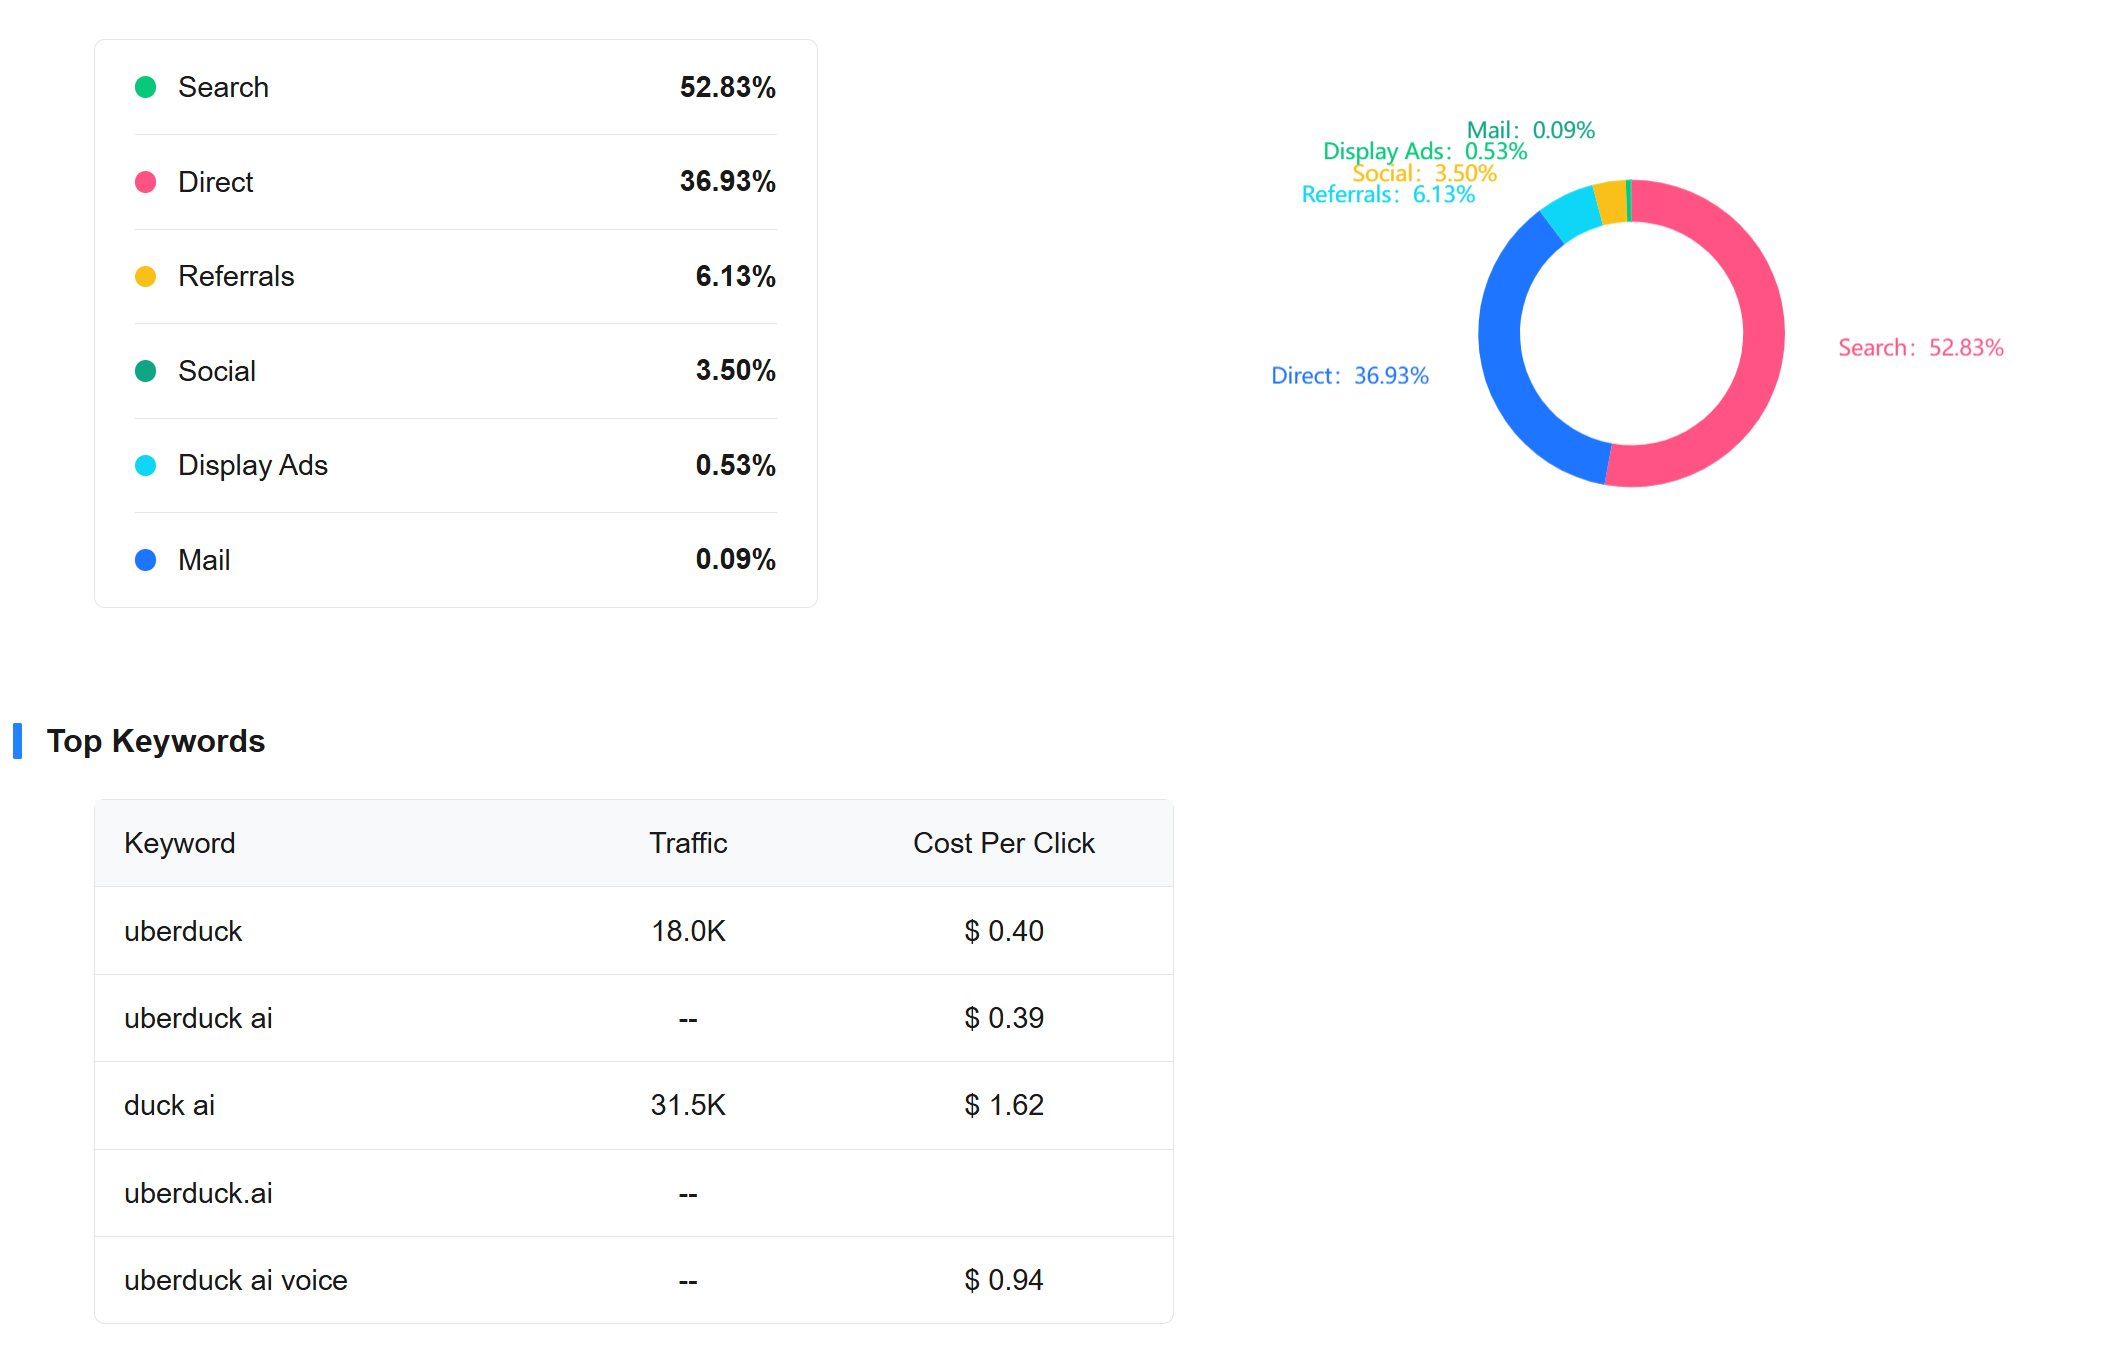 Search 52.83%
Direct 36.93%
Referrals 6.13%
Social 3.50%
Display Ads 0.53%
Mail 0.09%
Mail: 0.09%
Display Ads: 0.53%
Social: 3.50%
Referrals: 6.13%
Search: 52.83%
Direct: 36.93%
Top Keywords
Keyword Traffic Cost Per Click
uberduck 18.0K $ 0.40
uberduck ai -- $ 0.39
duck ai 31.5K $ 1.62
uberduck.ai --
uberduck ai voice -- $ 0.94